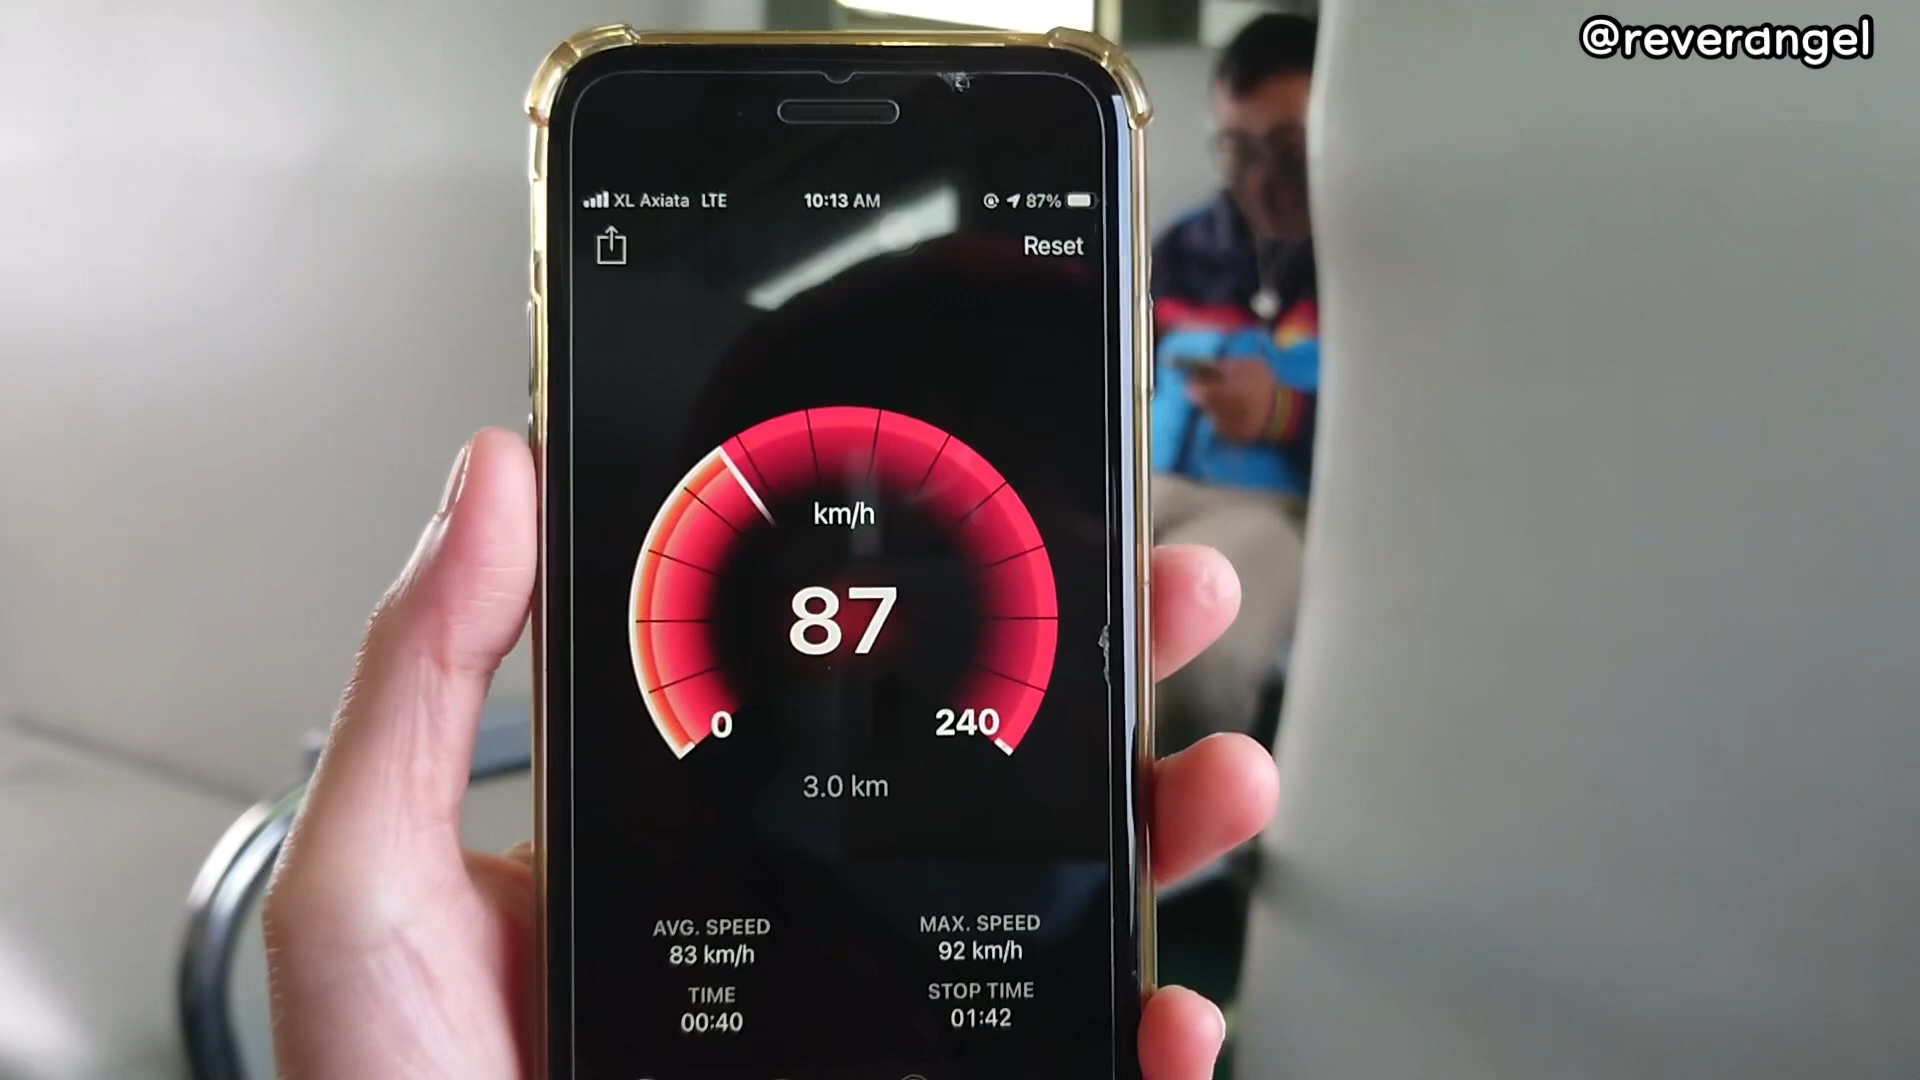 @reverangel
XL Axiata LTE 10:13 AM 87%
Reset
km/h
87
0 240
3.0 km
AVG. SPEED MAX. SPEED
83 km/h 92 km/h
TIME STOP TIME
00:40 01:42